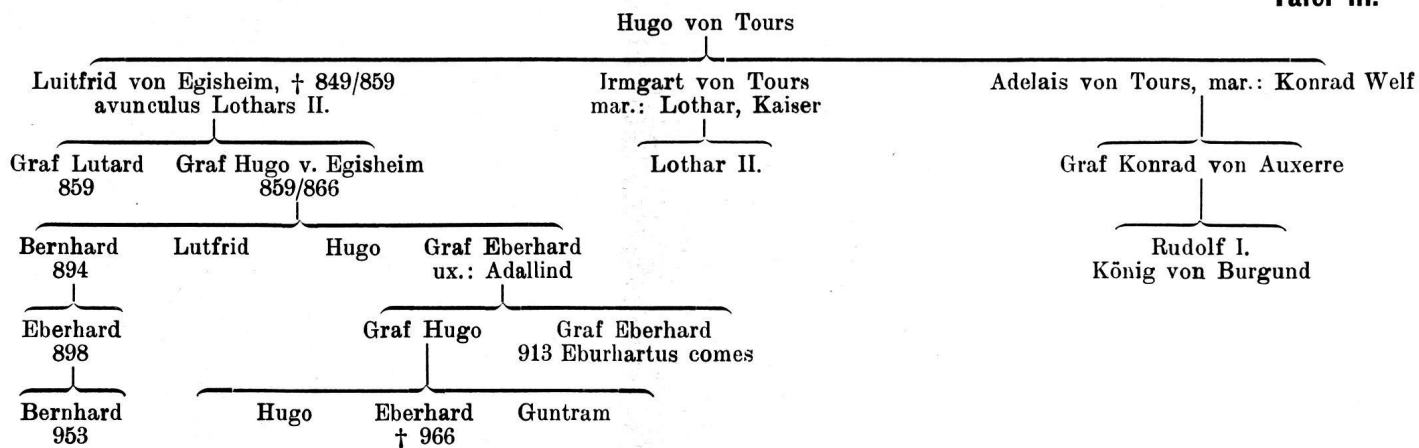 Tafel III.
Hugo von Tours
Luitfrid von Egisheim, † 849/859
avunculus Lothars II.
Irmgart von Tours
mar.: Lothar, Kaiser
Adelais von Tours, mar.: Konrad Welf
Graf Lutard
859
Graf Hugo v. Egisheim
859/866
Lothar II.
Graf Konrad von Auxerre
Bernhard
894
Lutfrid
Hugo
Graf Eberhard
ux.: Adallind
Rudolf I.
König von Burgund
Eberhard
898
Graf Hugo
Graf Eberhard
913 Eburhartus comes
Bernhard
953
Hugo
Eberhard
† 966
Guntram